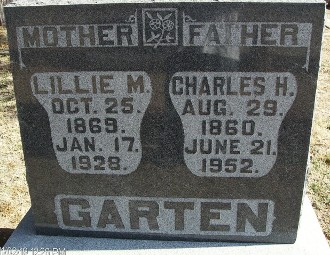 MOTHER FATHER
LILLIE M.
OCT. 25.
1869.
JAN. 17.
1928.
CHARLES H.
AUG. 29.
1860.
JUNE 21.
1952.
GARTEN